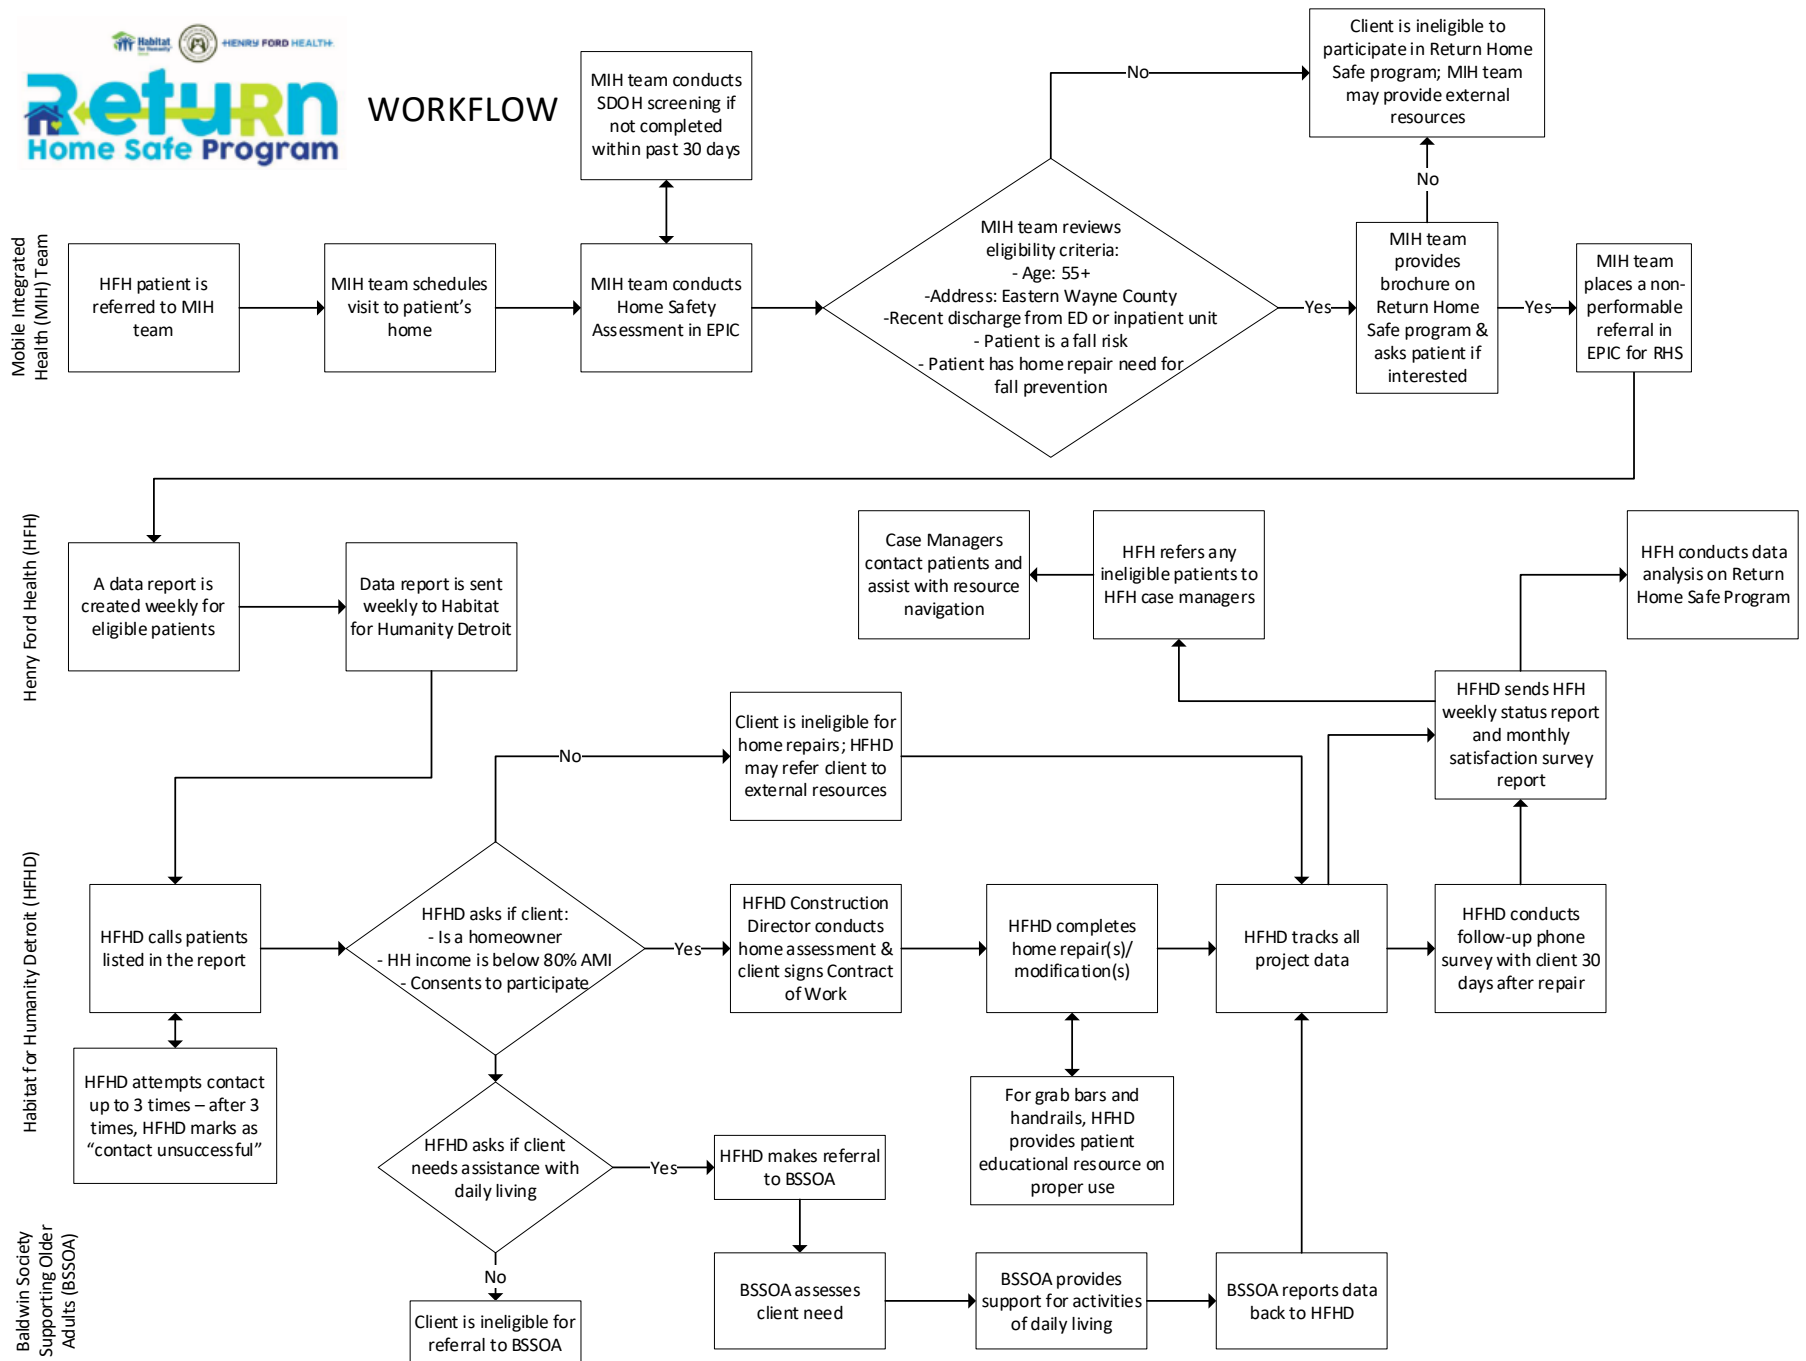 Habitat
for Humanity
HENRY FORD HEALTH
Return
Home Safe Program
WORKFLOW
Mobile Integrated
Health (MIH) Team
HFH patient is
referred to MIH
team
MIH team schedules
visit to patient's
home
MIH team conducts
SDOH screening if
not completed
within past 30 days
MIH team conducts
Home Safety
Assessment in EPIC
MIH team reviews
eligibility criteria:
- Age: 55+
-Address: Eastern Wayne County
-Recent discharge from ED or inpatient unit
- Patient is a fall risk
- Patient has home repair need for
fall prevention
No
Client is ineligible to
participate in Return Home
Safe program; MIH team
may provide external
resources
Yes
No
MIH team
provides
brochure on
Return Home
Safe program &
asks patient if
interested
Yes
MIH team
places a non-
performable
referral in
EPIC for RHS
Henry Ford Health (HFH)
A data report is
created weekly for
eligible patients
Data report is sent
weekly to Habitat
for Humanity Detroit
Case Managers
contact patients and
assist with resource
navigation
HFH refers any
ineligible patients to
HFH case managers
HFH conducts data
analysis on Return
Home Safe Program
HFHD sends HFH
weekly status report
and monthly
satisfaction survey
report
Habitat for Humanity Detroit (HFHD)
HFHD calls patients
listed in the report
HFHD attempts contact
up to 3 times – after 3
times, HFHD marks as
“contact unsuccessful”
HFHD asks if client:
- Is a homeowner
- HH income is below 80% AMI
- Consents to participate
No
Client is ineligible for
home repairs; HFHD
may refer client to
external resources
Yes
HFHD Construction
Director conducts
home assessment &
client signs Contract
of Work
HFHD completes
home repair(s)/
modification(s)
For grab bars and
handrails, HFHD
provides patient
educational resource on
proper use
HFHD tracks all
project data
HFHD conducts
follow-up phone
survey with client 30
days after repair
HFHD asks if client
needs assistance with
daily living
Yes
HFHD makes referral
to BSSOA
No
Client is ineligible for
referral to BSSOA
Baldwin Society
Supporting Older
Adults (BSSOA)
BSSOA assesses
client need
BSSOA provides
support for activities
of daily living
BSSOA reports data
back to HFHD